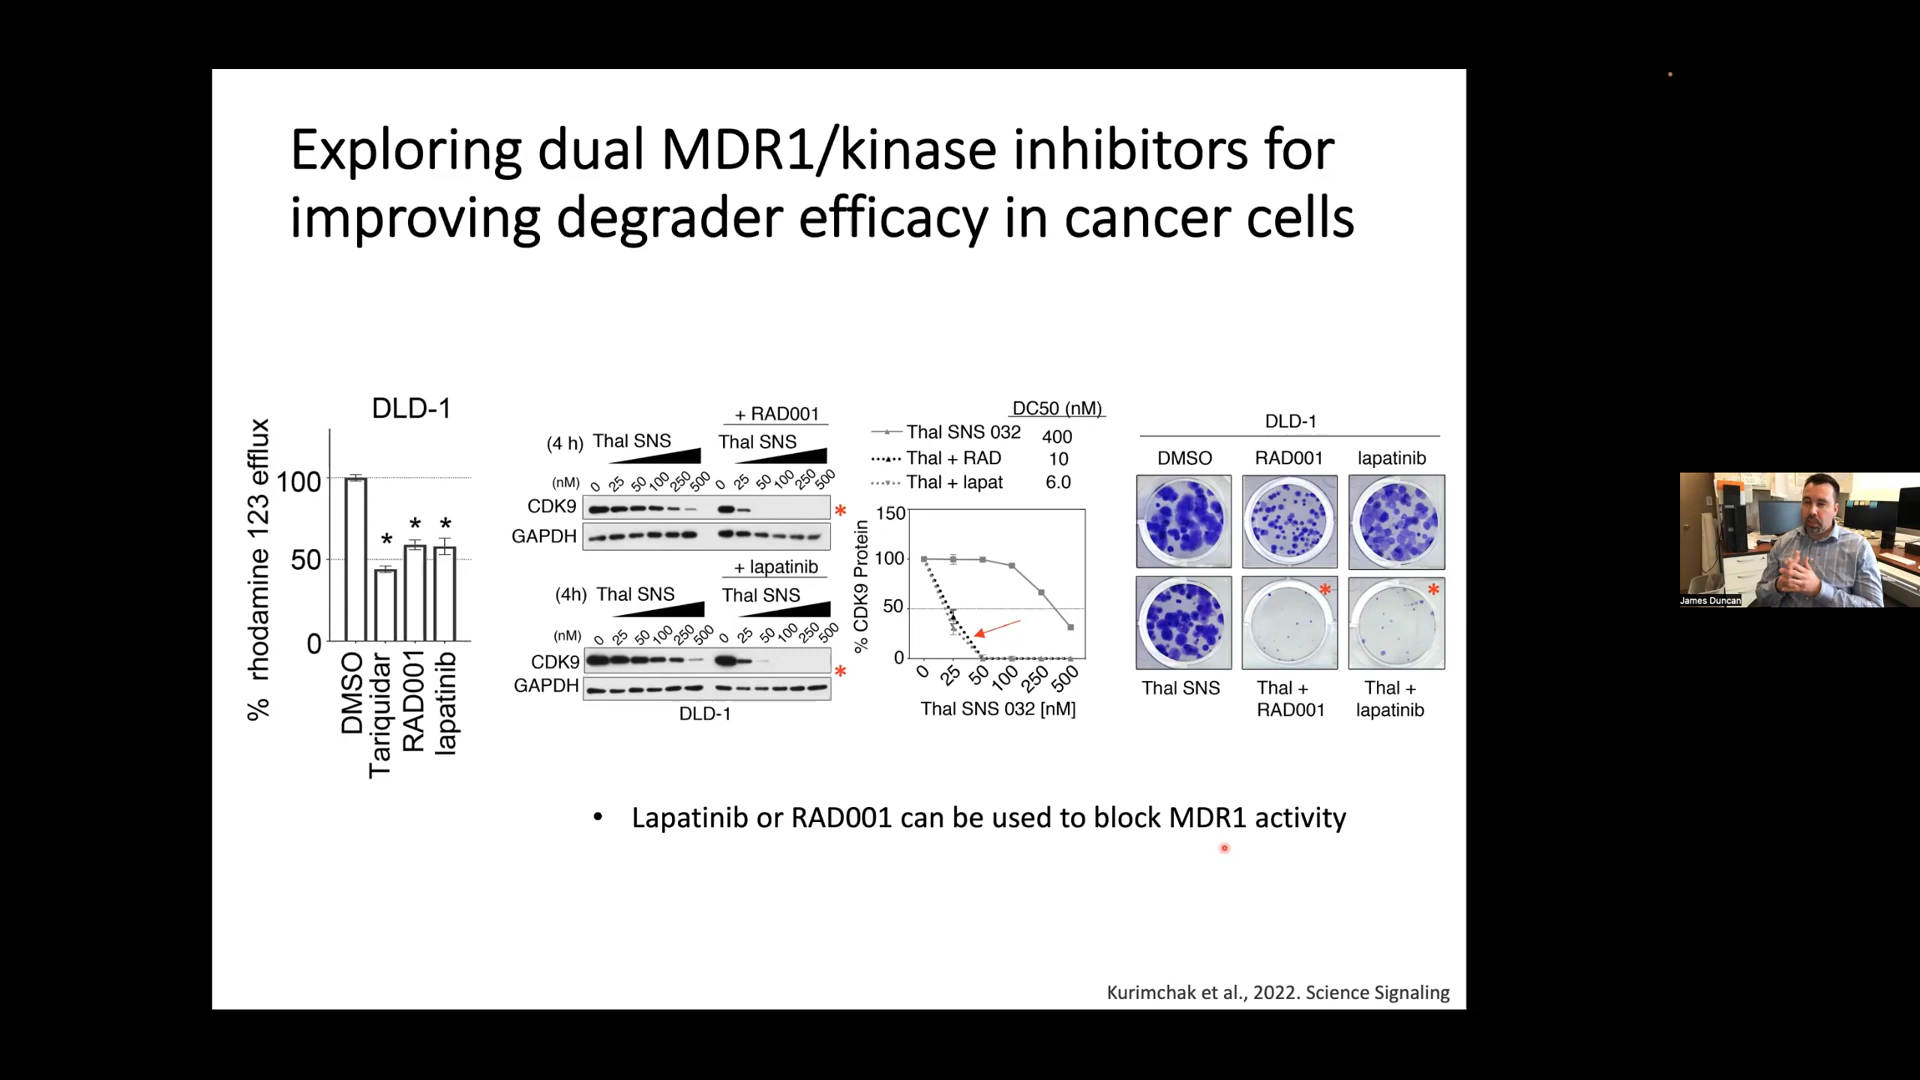 Exploring dual MDR1/kinase inhibitors for
improving degrader efficacy in cancer cells
DLD-1
% rhodamine 123 efflux
100
50
0
DMSO
Tariquidar
RAD001
lapatinib
* * *
+ RAD001
(4 h) Thal SNS Thal SNS
(nM) 0 25 50 100 250 500 0 25 50 100 250 500
CDK9 *
GAPDH
+ lapatinib
(4h) Thal SNS Thal SNS
(nM) 0 25 50 100 250 500 0 25 50 100 250 500
CDK9 *
GAPDH
DLD-1
DC50 (nM)
Thal SNS 032 400
Thal + RAD 10
Thal + lapat 6.0
% CDK9 Protein
150
100
50
0
0 25 50 100 250 500
Thal SNS 032 [nM]
DLD-1
DMSO RAD001 lapatinib
* *
Thal SNS Thal + Thal +
RAD001 lapatinib
• Lapatinib or RAD001 can be used to block MDR1 activity
Kurimchak et al., 2022. Science Signaling
James Duncan